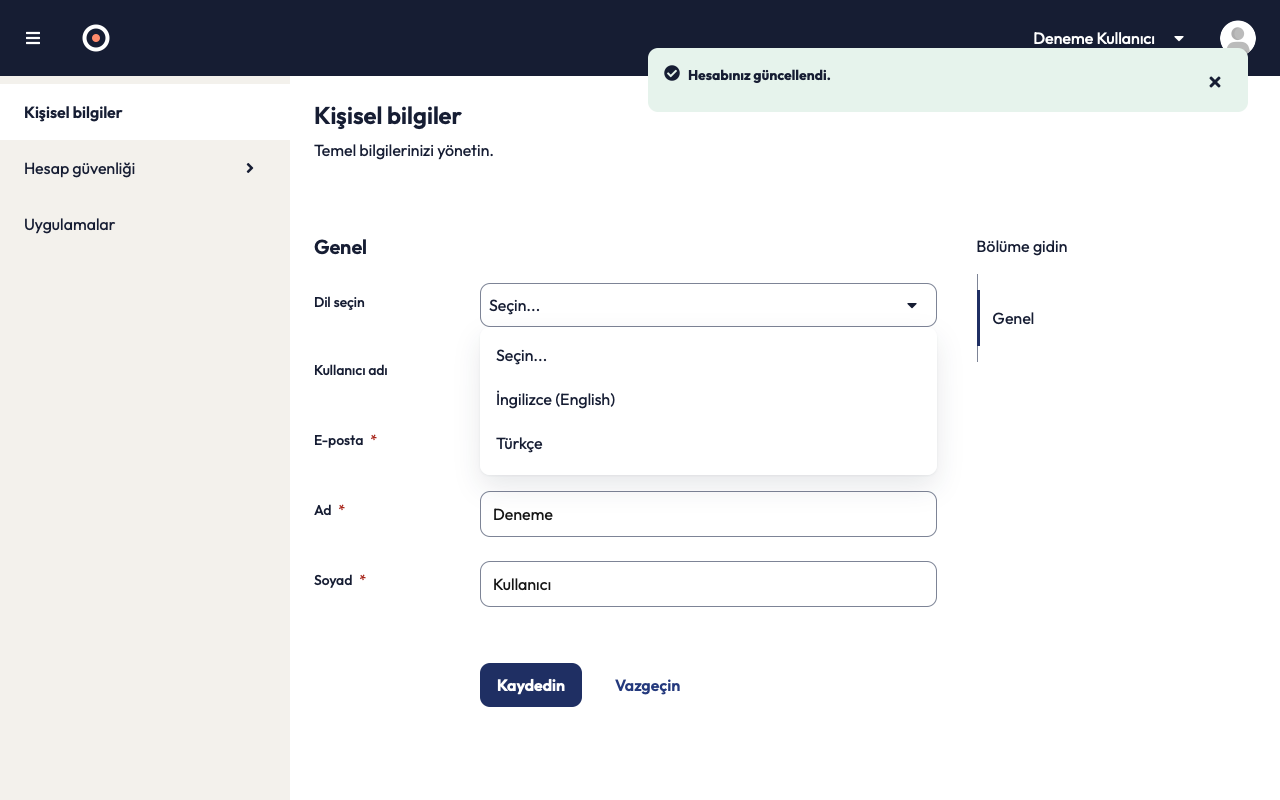 Deneme Kullanıcı
Hesabınız güncellendi.
Kişisel bilgiler
Hesap güvenliği
Uygulamalar
Kişisel bilgiler
Temel bilgilerinizi yönetin.
Genel
Dil seçin
Seçin...
Seçin...
İngilizce (English)
Türkçe
Kullanıcı adı
E-posta *
Ad *
Deneme
Soyad *
Kullanıcı
Kaydedin
Vazgeçin
Bölüme gidin
Genel